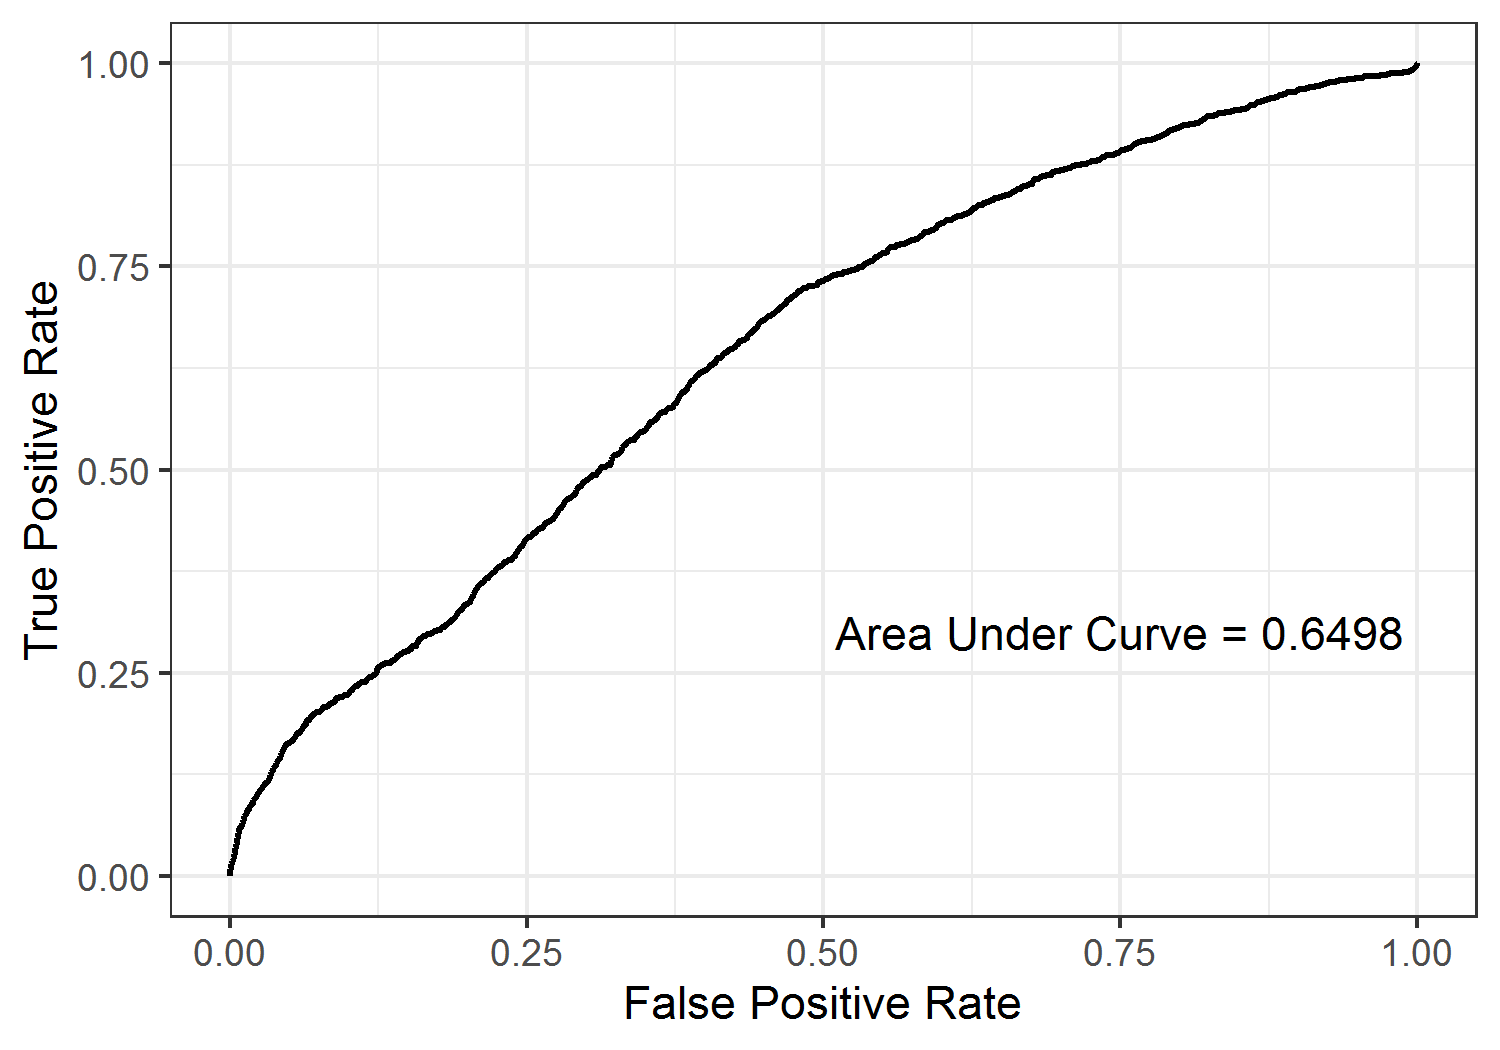 True Positive Rate
1.00
0.75
0.50
0.25
0.00
Area Under Curve = 0.6498
0.00 0.25 0.50 0.75 1.00
False Positive Rate